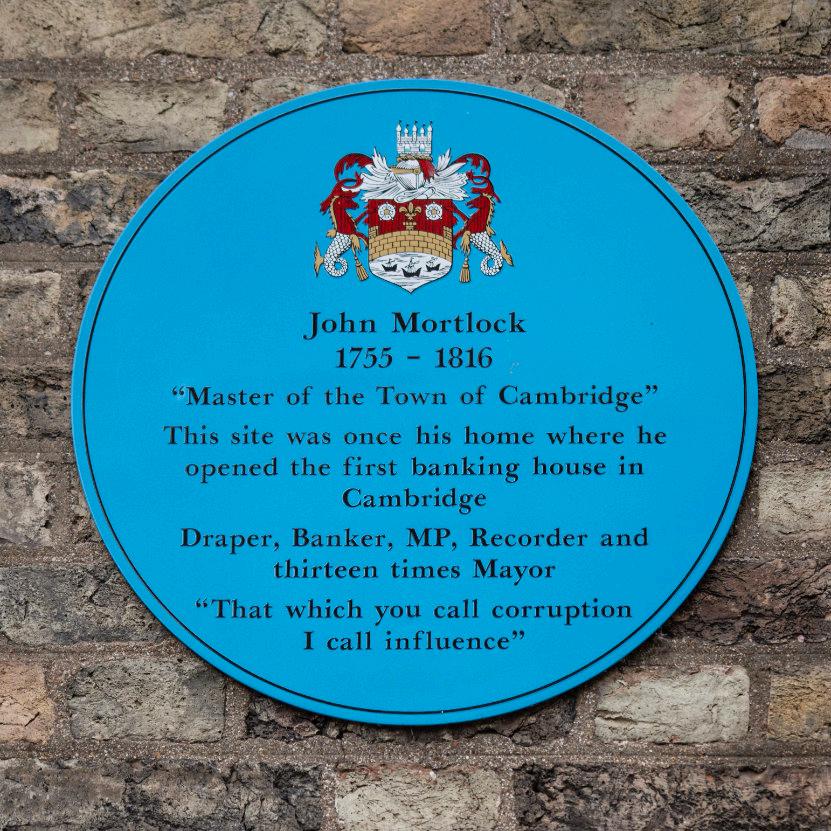 John Mortlock
1755 – 1816
“Master of the Town of Cambridge”
This site was once his home where he
opened the first banking house in
Cambridge
Draper, Banker, MP, Recorder and
thirteen times Mayor
“That which you call corruption
I call influence”